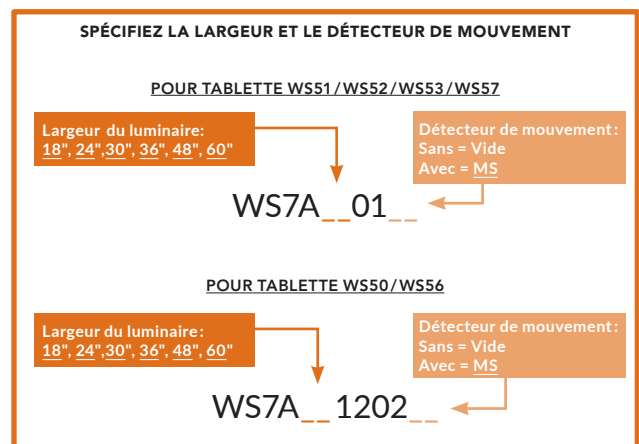 SPÉCIFIEZ LA LARGEUR ET LE DÉTECTEUR DE MOUVEMENT
POUR TABLETTE WS51/WS52/WS53/WS57
Largeur du luminaire:
18", 24",30", 36", 48", 60"
Détecteur de mouvement:
Sans = Vide
Avec = MS
WS7A__01__
POUR TABLETTE WS50/WS56
Largeur du luminaire:
18", 24",30", 36", 48", 60"
Détecteur de mouvement:
Sans = Vide
Avec = MS
WS7A__1202__